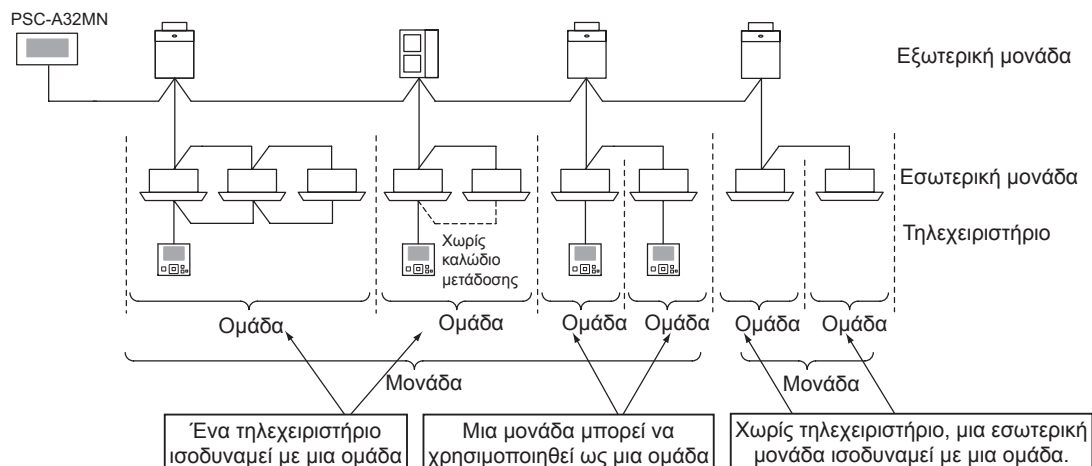 PSC-A32MN
Εξωτερική μονάδα
Εσωτερική μονάδα
Τηλεχειριστήριο
Χωρίς
καλώδιο
μετάδοσης
Ομάδα
Ομάδα
Ομάδα
Ομάδα
Ομάδα
Ομάδα
Μονάδα
Μονάδα
Ένα τηλεχειριστήριο
ισοδυναμεί με μια ομάδα
Μια μονάδα μπορεί να
χρησιμοποιηθεί ως μια ομάδα
Χωρίς τηλεχειριστήριο, μια εσωτερική
μονάδα ισοδυναμεί με μια ομάδα.